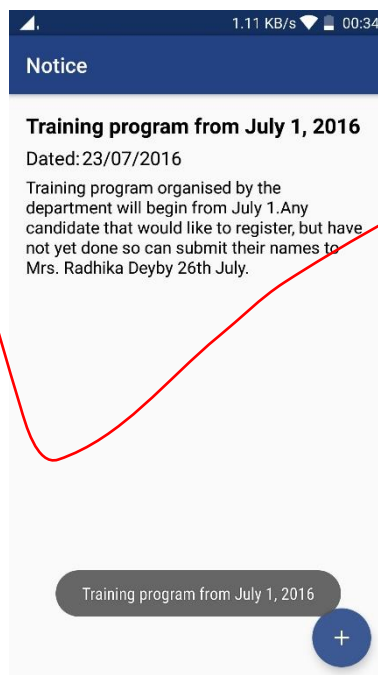 1.11 KB/s 00:34
Notice
Training program from July 1, 2016
Dated:23/07/2016
Training program organised by the
department will begin from July 1.Any
candidate that would like to register, but have
not yet done so can submit their names to
Mrs. Radhika Deyby 26th July.
Training program from July 1, 2016
+